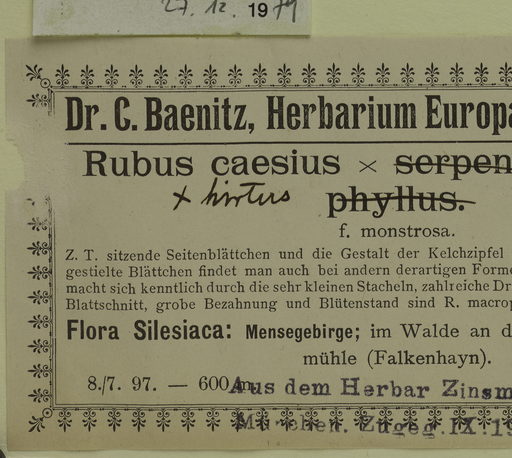 27. 12. 1979
Dr. C. Baenitz, Herbarium Europa
Rubus caesius × serpen
× hirtus phyllus.
f. monstrosa.
Z. T. sitzende Seitenblättchen und die Gestalt der Kelchzipfel
gestielte Blättchen findet man auch bei andern derartigen Forme
macht sich kenntlich durch die sehr kleinen Stacheln, zahlreiche Dr
Blattschnitt, grobe Bezahnung und Blütenstand sind R. macrop
Flora Silesiaca: Mensegebirge; im Walde an d
mühle (Falkenhayn).
8./7. 97. — 600 m. Aus dem Herbar Zinsm
München. Zugeg. IX. 19